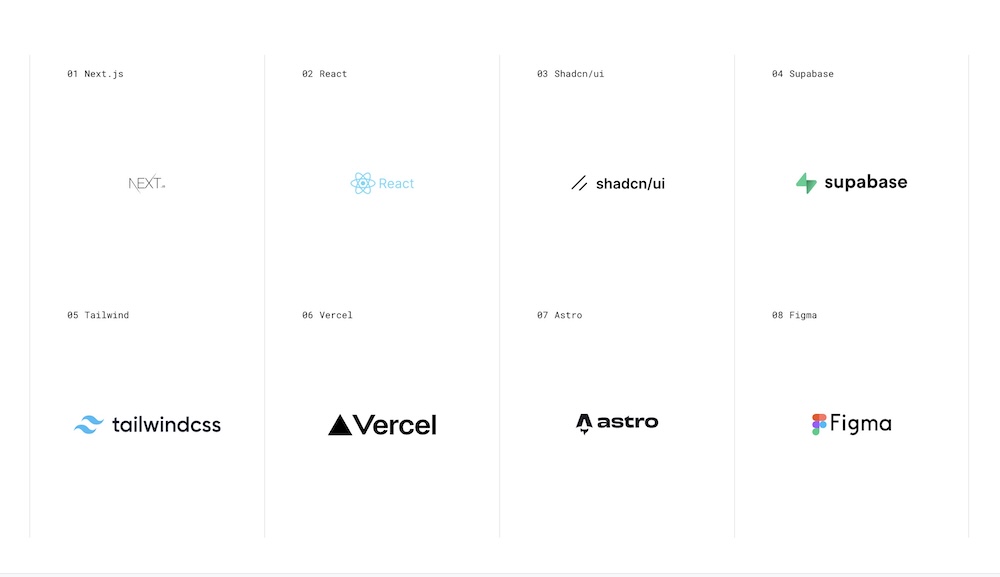 01 Next.js
02 React
03 Shadcn/ui
04 Supabase
NEXT.JS
React
shadcn/ui
supabase
05 Tailwind
06 Vercel
07 Astro
08 Figma
tailwindcss
Vercel
astro
Figma